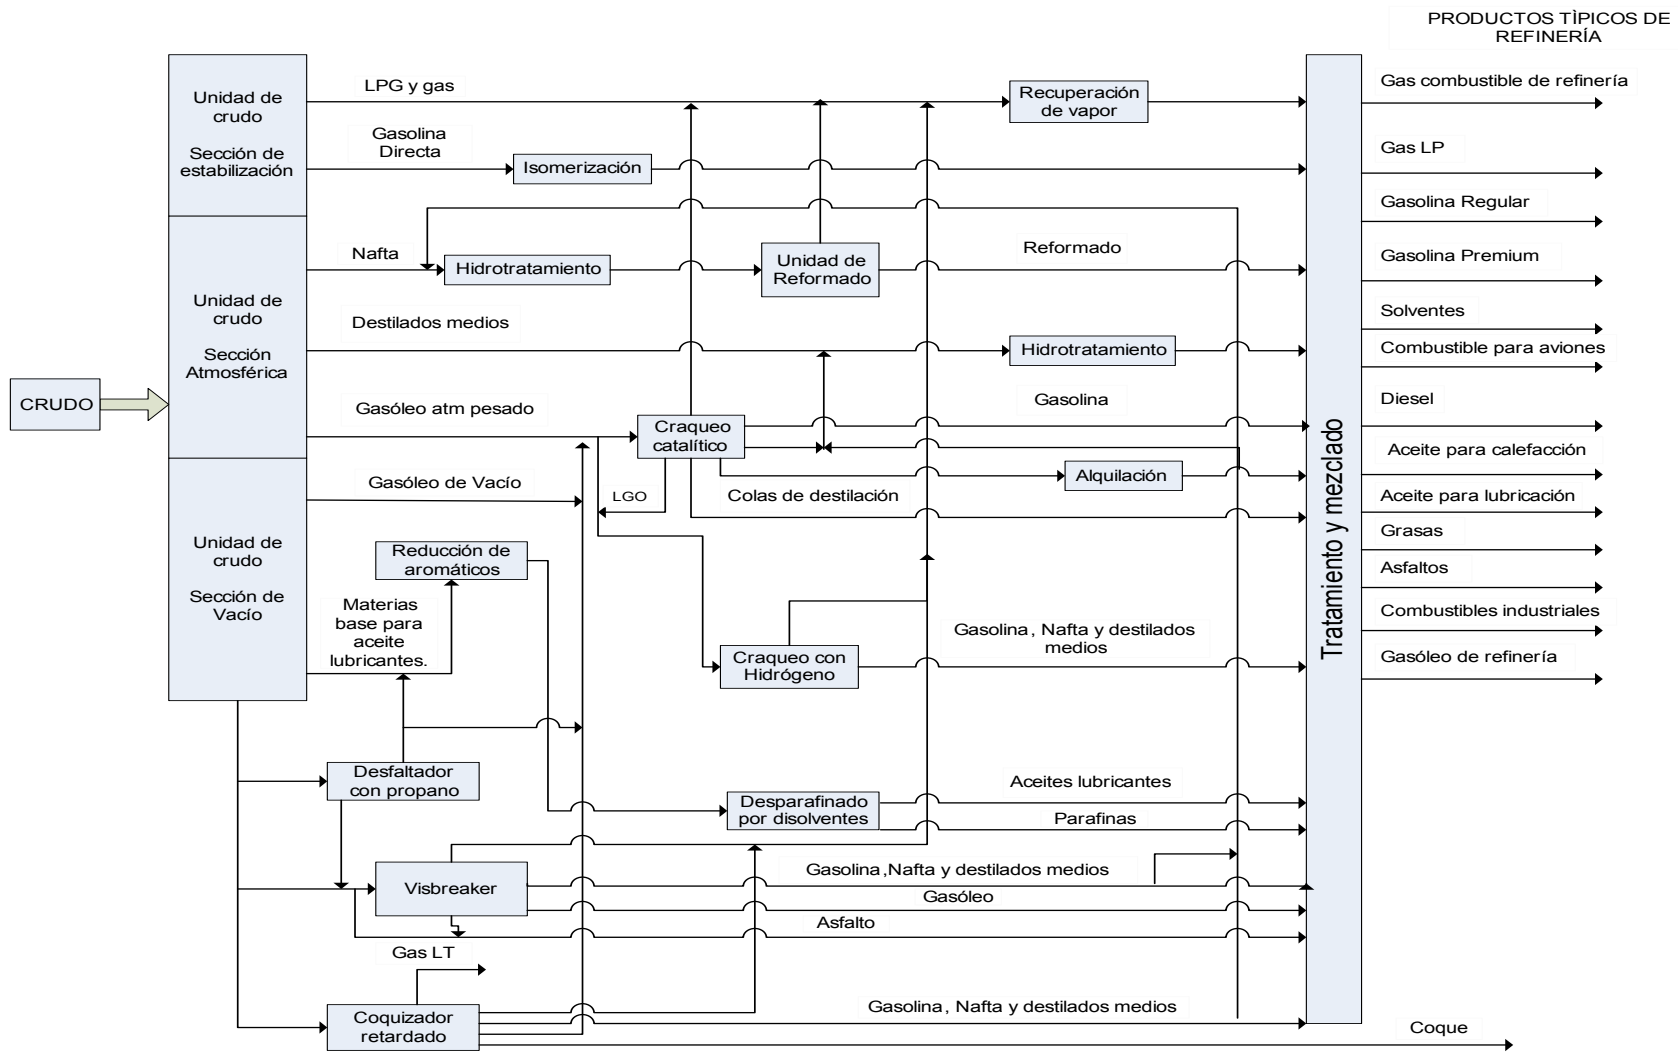 PRODUCTOS TÌPICOS DE
REFINERÍA
Unidad de
crudo
Sección de
estabilización
LPG y gas
Recuperación
de vapor
Gas combustible de refinería
Gasolina
Directa
Isomerización
Gas LP
Gasolina Regular
Nafta
Hidrotratamiento
Unidad de
Reformado
Reformado
Gasolina Premium
Unidad de
crudo
Sección
Atmosférica
Destilados medios
Hidrotratamiento
Solventes
Combustible para aviones
CRUDO
Gasóleo atm pesado
Craqueo
catalítico
Gasolina
Diesel
Tratamiento y mezclado
Aceite para calefacción
Gasóleo de Vacío
LGO
Colas de destilación
Alquilación
Aceite para lubricación
Unidad de
crudo
Sección de
Vacío
Reducción de
aromáticos
Grasas
Asfaltos
Materias
base para
aceite
lubricantes.
Combustibles industriales
Craqueo con
Hidrógeno
Gasolina, Nafta y destilados
medios
Gasóleo de refinería
Desfaltador
con propano
Desparafinado
por disolventes
Aceites lubricantes
Parafinas
Visbreaker
Gasolina,Nafta y destilados medios
Gasóleo
Asfalto
Gas LT
Coquizador
retardado
Gasolina, Nafta y destilados medios
Coque